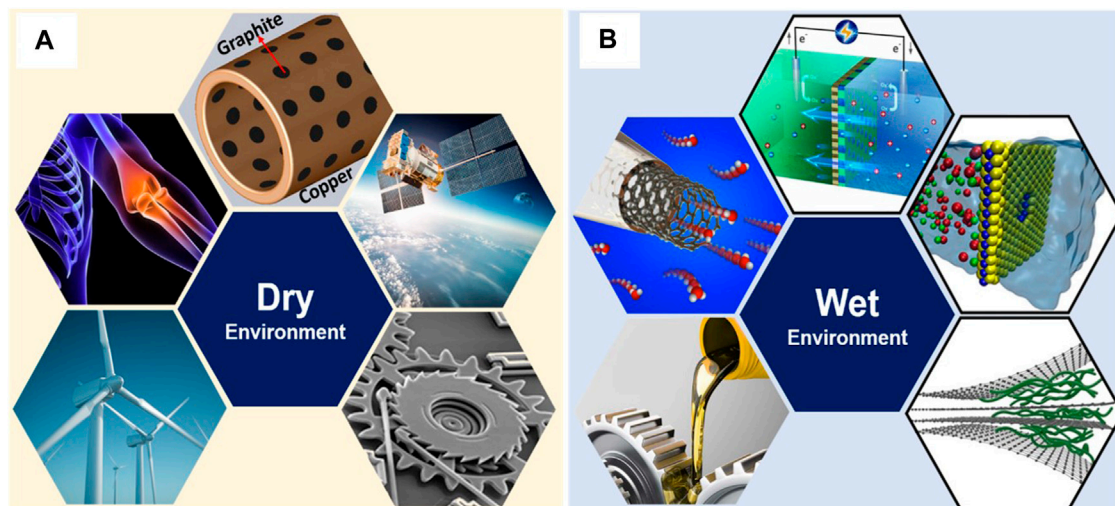 A
Graphite
Copper
Dry
Environment
B
e-
e-
Wet
Environment